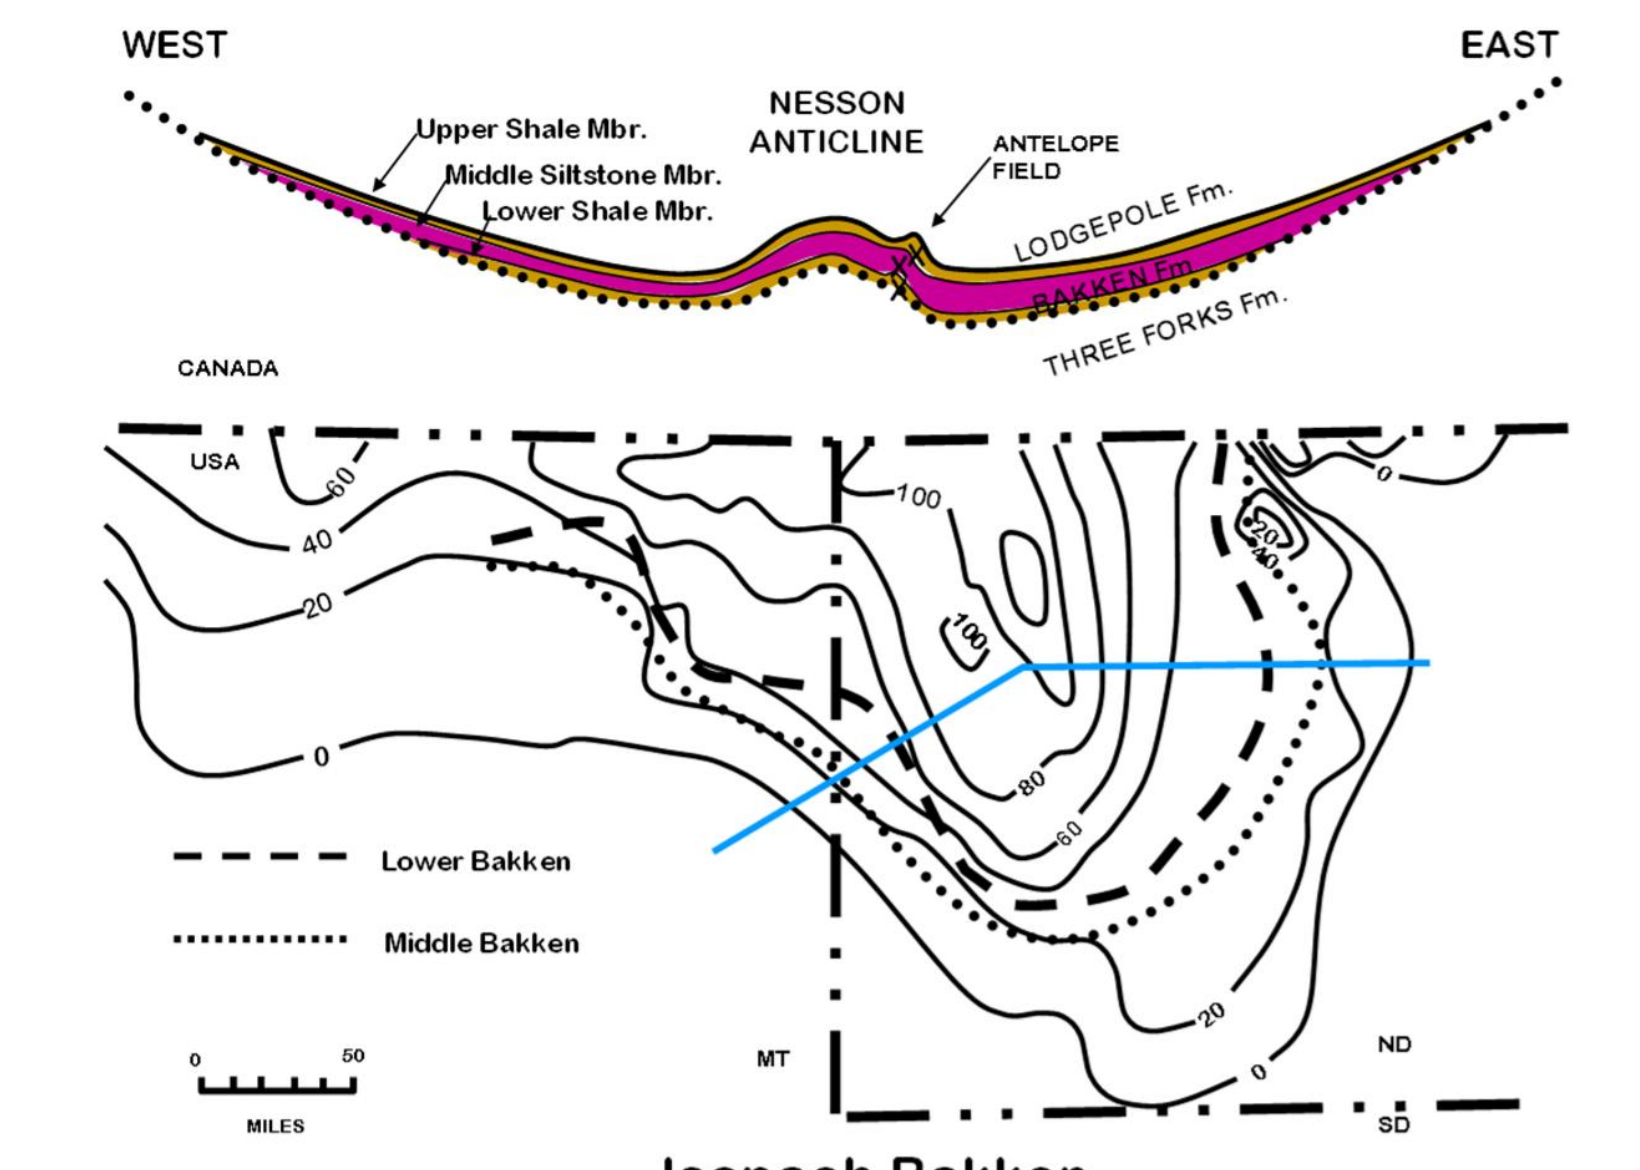 WEST
EAST
NESSON
ANTICLINE
Upper Shale Mbr.
ANTELOPE
FIELD
Middle Siltstone Mbr.
Lower Shale Mbr.
LODGEPOLE Fm.
BAKKEN Fm
THREE FORKS Fm.
CANADA
USA
60
100
0
40
20
40
20
100
0
80
60
Lower Bakken
Middle Bakken
20
0
50
MILES
MT
ND
0
SD
Isopach Bakken